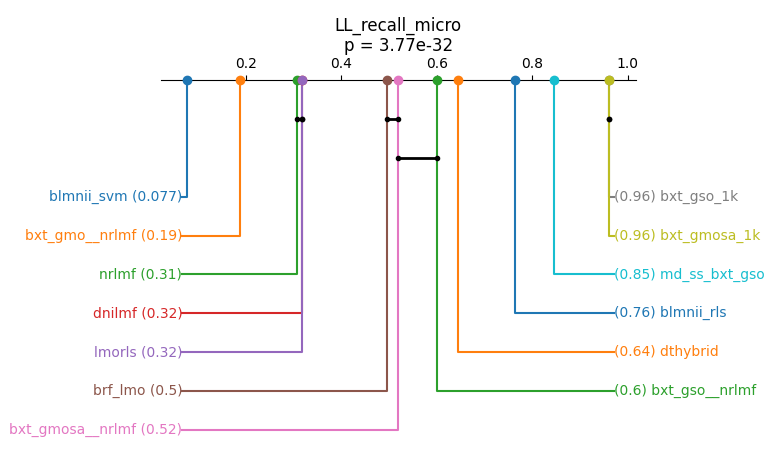 LL_recall_micro
p = 3.77e-32
0.2 0.4 0.6 0.8 1.0
blmnii_svm (0.077) (0.96) bxt_gso_1k
bxt_gmo__nrlmf (0.19) (0.96) bxt_gmosa_1k
nrlmf (0.31) (0.85) md_ss_bxt_gso
dnilmf (0.32) (0.76) blmnii_rls
lmorls (0.32) (0.64) dthybrid
brf_lmo (0.5) (0.6) bxt_gso__nrlmf
bxt_gmosa__nrlmf (0.52)